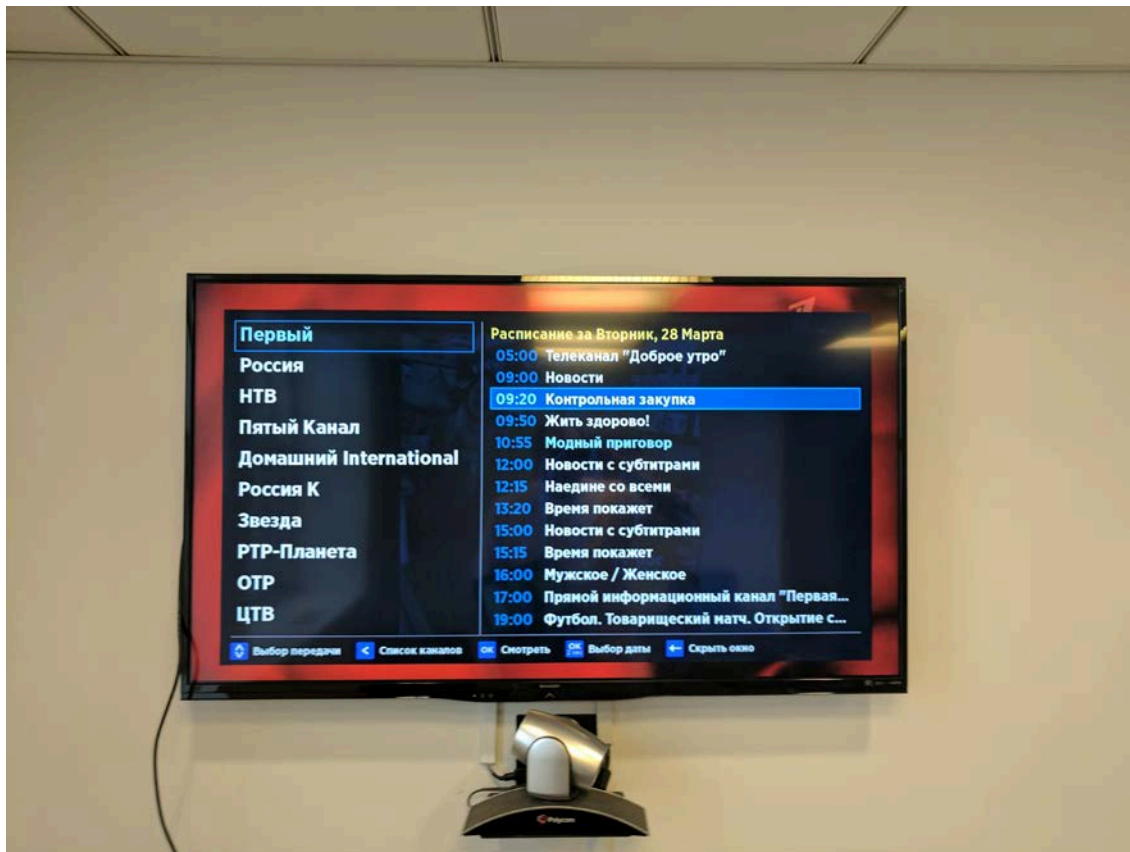 Первый
Россия
НТВ
Пятый Канал
Домашний International
Россия К
Звезда
РТР-Планета
ОТР
ЦТВ
Расписание за Вторник, 28 Марта
05:00 Телеканал "Доброе утро"
09:00 Новости
09:20 Контрольная закупка
09:50 Жить здорово!
10:55 Модный приговор
12:00 Новости с субтитрами
12:15 Наедине со всеми
13:20 Время покажет
15:00 Новости с субтитрами
15:15 Время покажет
16:00 Мужское / Женское
17:00 Прямой информационный канал "Первая...
19:00 Футбол. Товарищеский матч. Открытие с...
Выбор передачи < Список каналов OK Смотреть OK Выбор даты ← Скрыть окно
Polycom